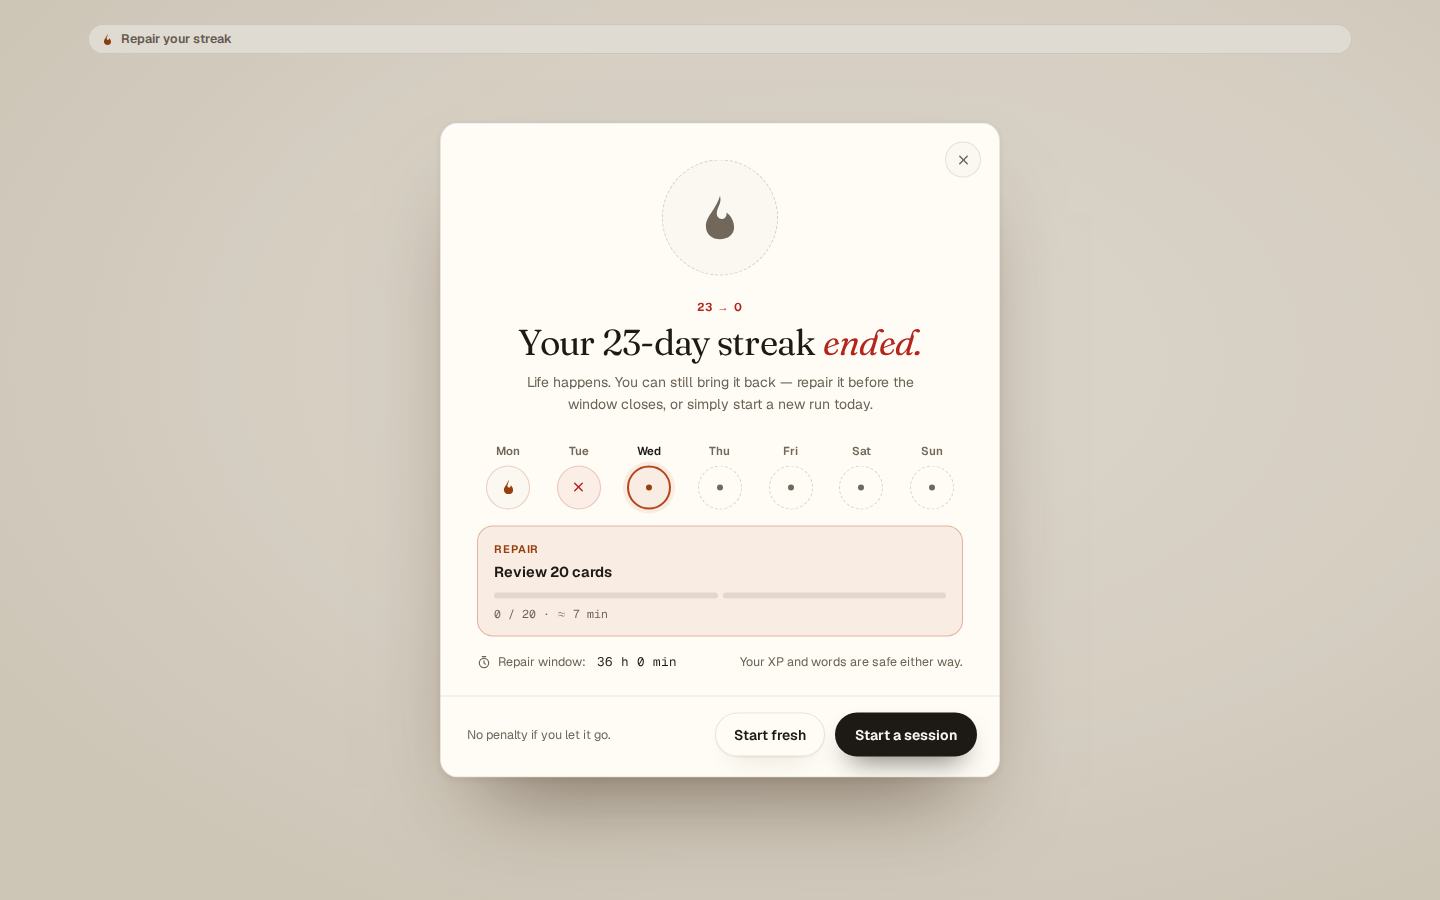 Repair your streak
23 → 0
Your 23-day streak ended.
Life happens. You can still bring it back — repair it before the
window closes, or simply start a new run today.
Mon Tue Wed Thu Fri Sat Sun
REPAIR
Review 20 cards
0 / 20 · ≈ 7 min
Repair window: 36 h 0 min
Your XP and words are safe either way.
No penalty if you let it go.
Start fresh
Start a session